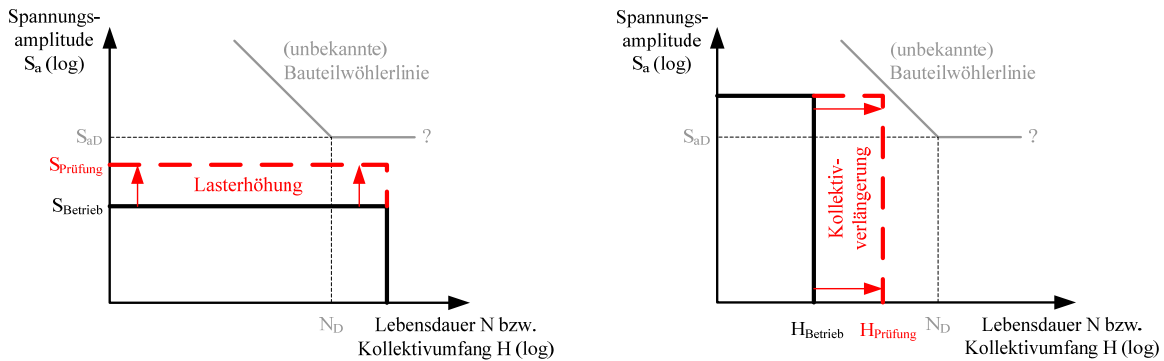 Spannungs-
amplitude
Sₐ (log)
(unbekannte)
Bauteilwöhlerlinie
SₐD
?
SPrüfung
Lasterhöhung
SBetrieb
ND
Lebensdauer N bzw.
Kollektivumfang H (log)
Spannungs-
amplitude
Sₐ (log)
(unbekannte)
Bauteilwöhlerlinie
SₐD
?
Kollektiv-
verlängerung
HBetrieb
HPrüfung
ND
Lebensdauer N bzw.
Kollektivumfang H (log)